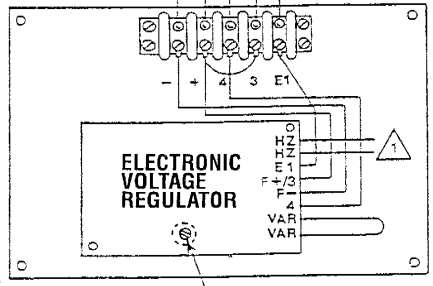 - + 4 3 E1
HZ
HZ
E1
F+/3
F-
4
VAR
VAR
ELECTRONIC
VOLTAGE
REGULATOR
1